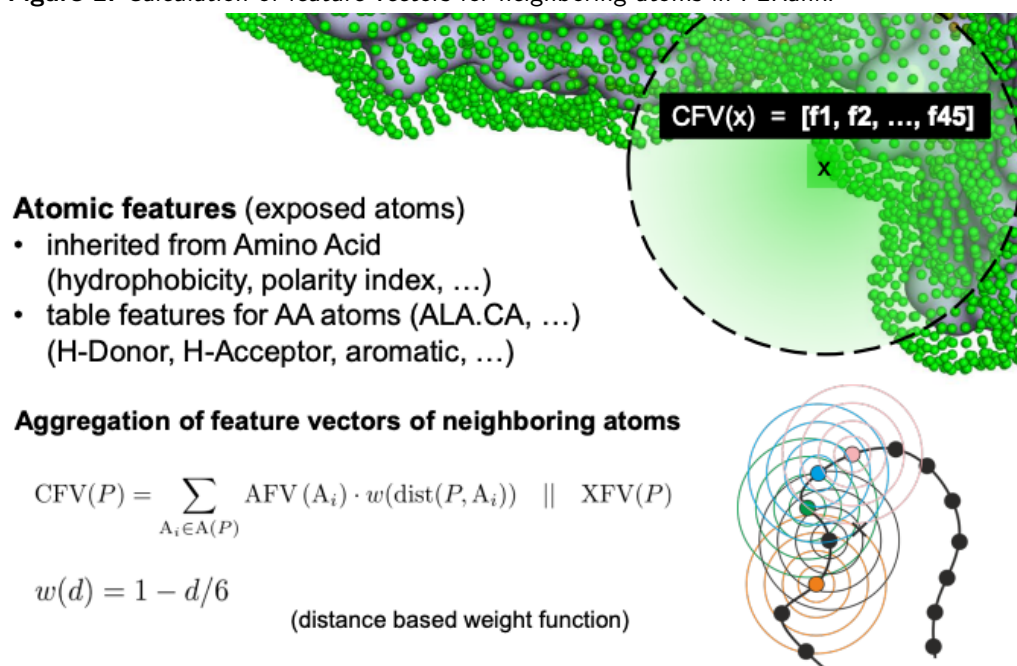 CFV(x) = [f1, f2, ..., f45]
x
Atomic features (exposed atoms)
• inherited from Amino Acid
(hydrophobicity, polarity index, …)
• table features for AA atoms (ALA.CA, …)
(H-Donor, H-Acceptor, aromatic, …)
Aggregation of feature vectors of neighboring atoms
CFV(P) = ∑ AFV (A_i) · w(dist(P, A_i)) || XFV(P)
A_i∈A(P)
w(d) = 1 − d/6
(distance based weight function)